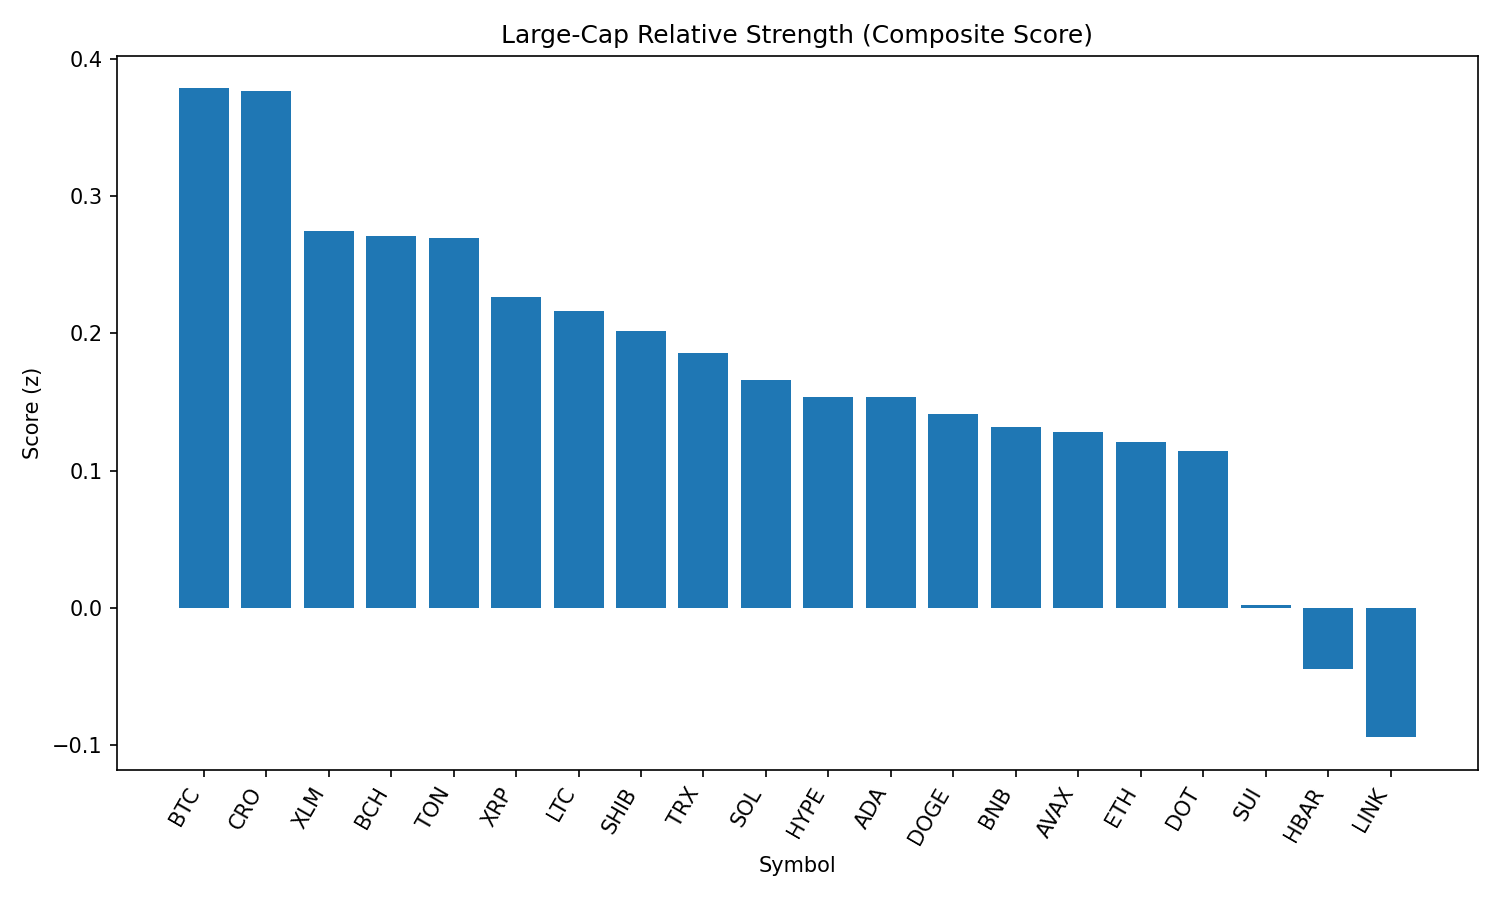 Large-Cap Relative Strength (Composite Score)
0.4
0.3
0.2
0.1
0.0
−0.1
Score (z)
BTC
CRO
XLM
BCH
TON
XRP
LTC
SHIB
TRX
SOL
HYPE
ADA
DOGE
BNB
AVAX
ETH
DOT
SUI
HBAR
LINK
Symbol